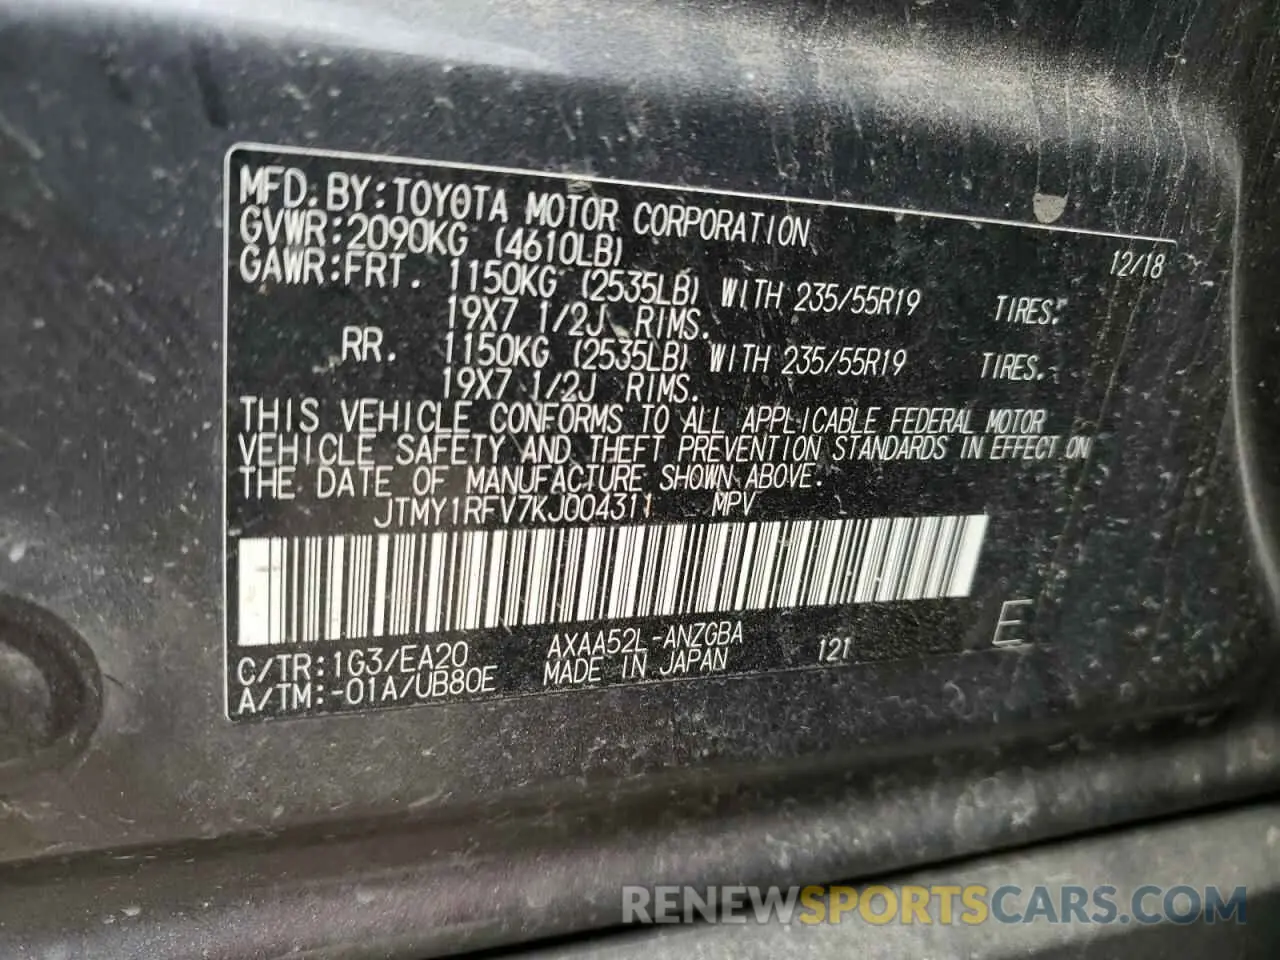 MFD. BY: TOYOTA MOTOR CORPORATION 12/18
GVWR: 2090KG (4610LB)
GAWR: FRT. 1150KG (2535LB) WITH 235/55R19 TIRES:
19X7 1/2J RIMS.
RR. 1150KG (2535LB) WITH 235/55R19 TIRES.
19X7 1/2J RIMS.
THIS VEHICLE CONFORMS TO ALL APPLICABLE FEDERAL MOTOR
VEHICLE SAFETY AND THEFT PREVENTION STANDARDS IN EFFECT ON
THE DATE OF MANUFACTURE SHOWN ABOVE.
JTMY1RFV7KJ004311 MPV
C/TR: 1G3/EA20 AXAA52L-ANZGBA 121 E
A/TM: -01A/UB80E MADE IN JAPAN
RENEWSPORTSCARS.COM